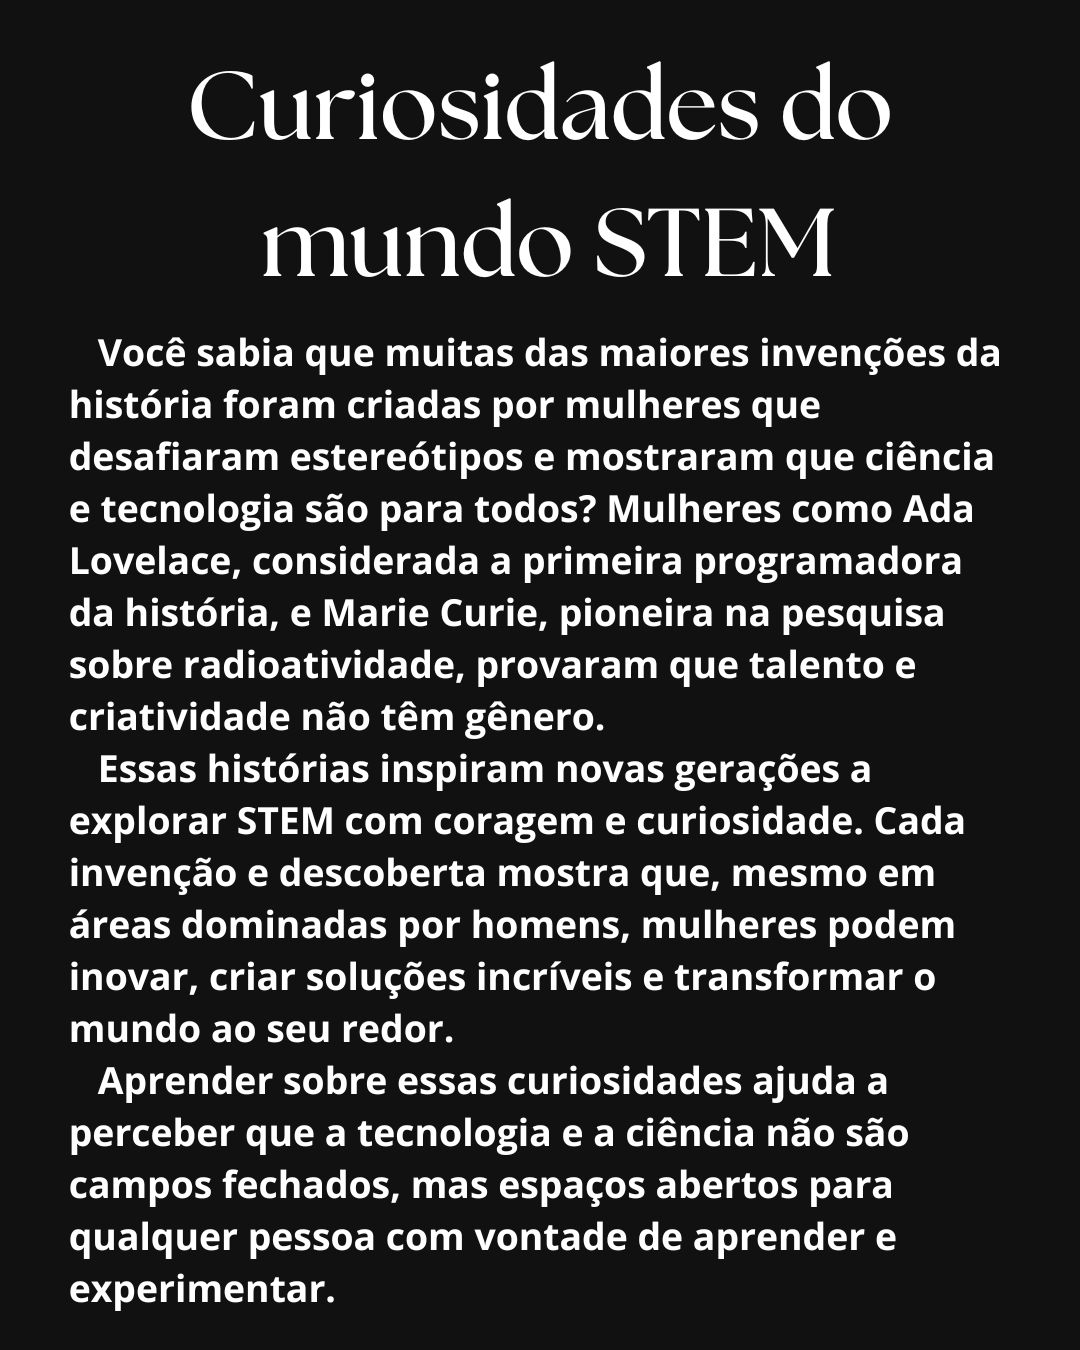 Curiosidades do
mundo STEM
Você sabia que muitas das maiores invenções da
história foram criadas por mulheres que
desafiaram estereótipos e mostraram que ciência
e tecnologia são para todos? Mulheres como Ada
Lovelace, considerada a primeira programadora
da história, e Marie Curie, pioneira na pesquisa
sobre radioatividade, provaram que talento e
criatividade não têm gênero.
Essas histórias inspiram novas gerações a
explorar STEM com coragem e curiosidade. Cada
invenção e descoberta mostra que, mesmo em
áreas dominadas por homens, mulheres podem
inovar, criar soluções incríveis e transformar o
mundo ao seu redor.
Aprender sobre essas curiosidades ajuda a
perceber que a tecnologia e a ciência não são
campos fechados, mas espaços abertos para
qualquer pessoa com vontade de aprender e
experimentar.